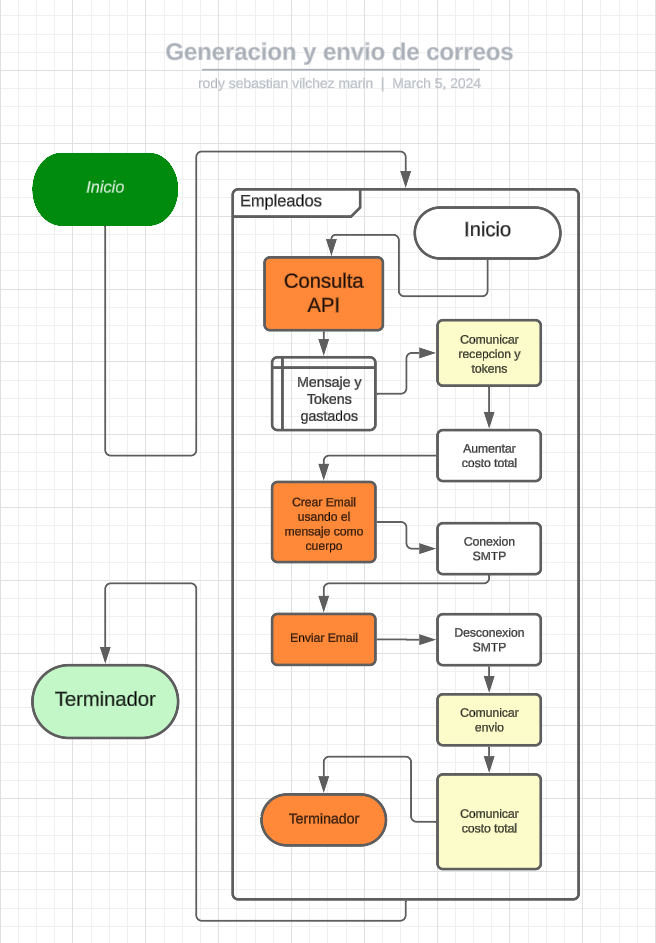 Generacion y envio de correos
rody sebastian vilchez marin | March 5, 2024
Inicio
Empleados
Inicio
Consulta
API
Mensaje y
Tokens
gastados
Comunicar
recepcion y
tokens
Aumentar
costo total
Crear Email
usando el
mensaje como
cuerpo
Conexion
SMTP
Enviar Email
Desconexion
SMTP
Terminador
Comunicar
envio
Comunicar
costo total
Terminador